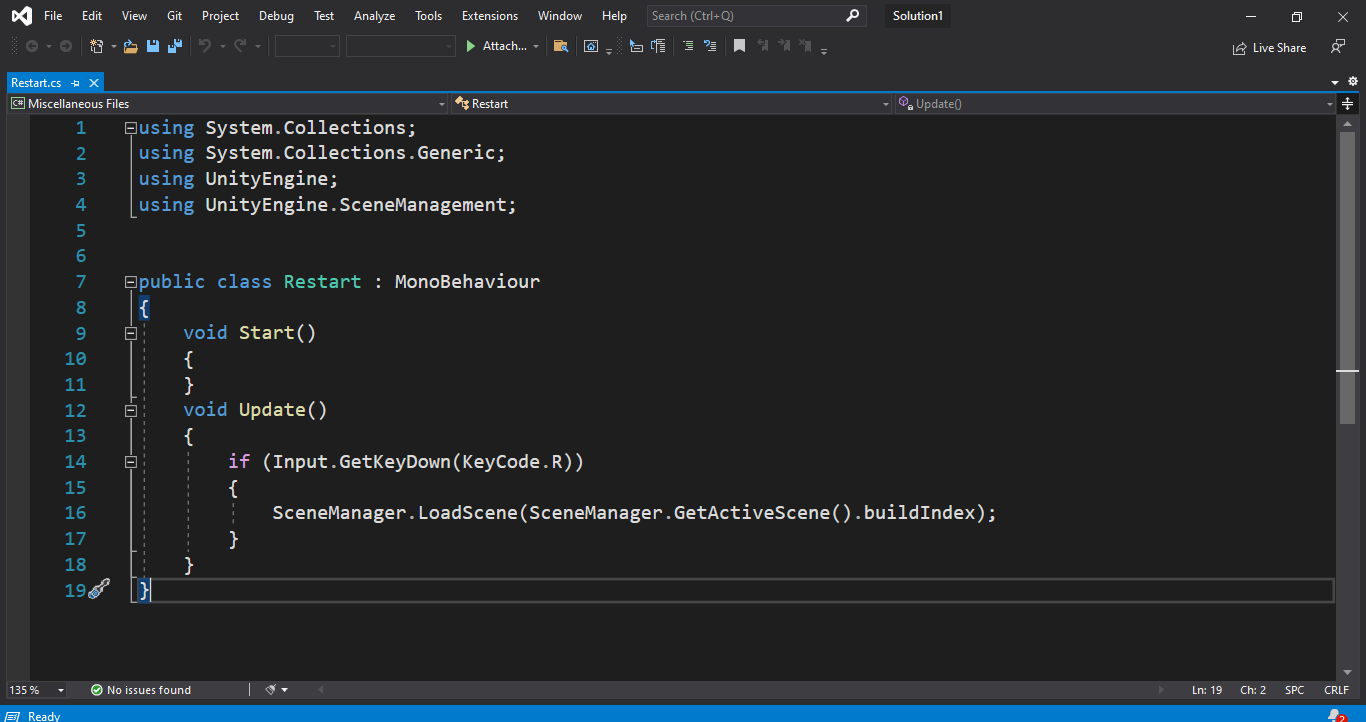 File Edit View Git Project Debug Test Analyze Tools Extensions Window Help Search (Ctrl+Q) Solution1
Attach... Live Share
Restart.cs
C# Miscellaneous Files Restart Update()
1 using System.Collections;
2 using System.Collections.Generic;
3 using UnityEngine;
4 using UnityEngine.SceneManagement;
5
6
7 public class Restart : MonoBehaviour
8 {
9 void Start()
10 {
11 }
12 void Update()
13 {
14 if (Input.GetKeyDown(KeyCode.R))
15 {
16 SceneManager.LoadScene(SceneManager.GetActiveScene().buildIndex);
17 }
18 }
19 }
135 % No issues found Ln: 19 Ch: 2 SPC CRLF
Ready 2